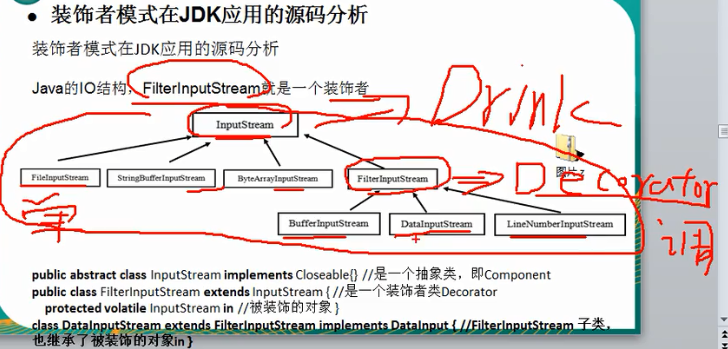 ● 装饰者模式在JDK应用的源码分析
装饰者模式在JDK应用的源码分析
Java的IO结构，FilterInputStream就是一个装饰者
Drink
InputStream
图片2
FileInputStream StringBufferInputStream ByteArrayInputStream FilterInputStream
Decorator
单
调
BufferInputStream DataInputStream LineNumberInputStream
public abstract class InputStream implements Closeable{} //是一个抽象类，即Component
public class FilterInputStream extends InputStream { //是一个装饰者类Decorator
protected volatile InputStream in //被装饰的对象 }
class DataInputStream extends FilterInputStream implements DataInput { //FilterInputStream 子类，
也继承了被装饰的对象in }